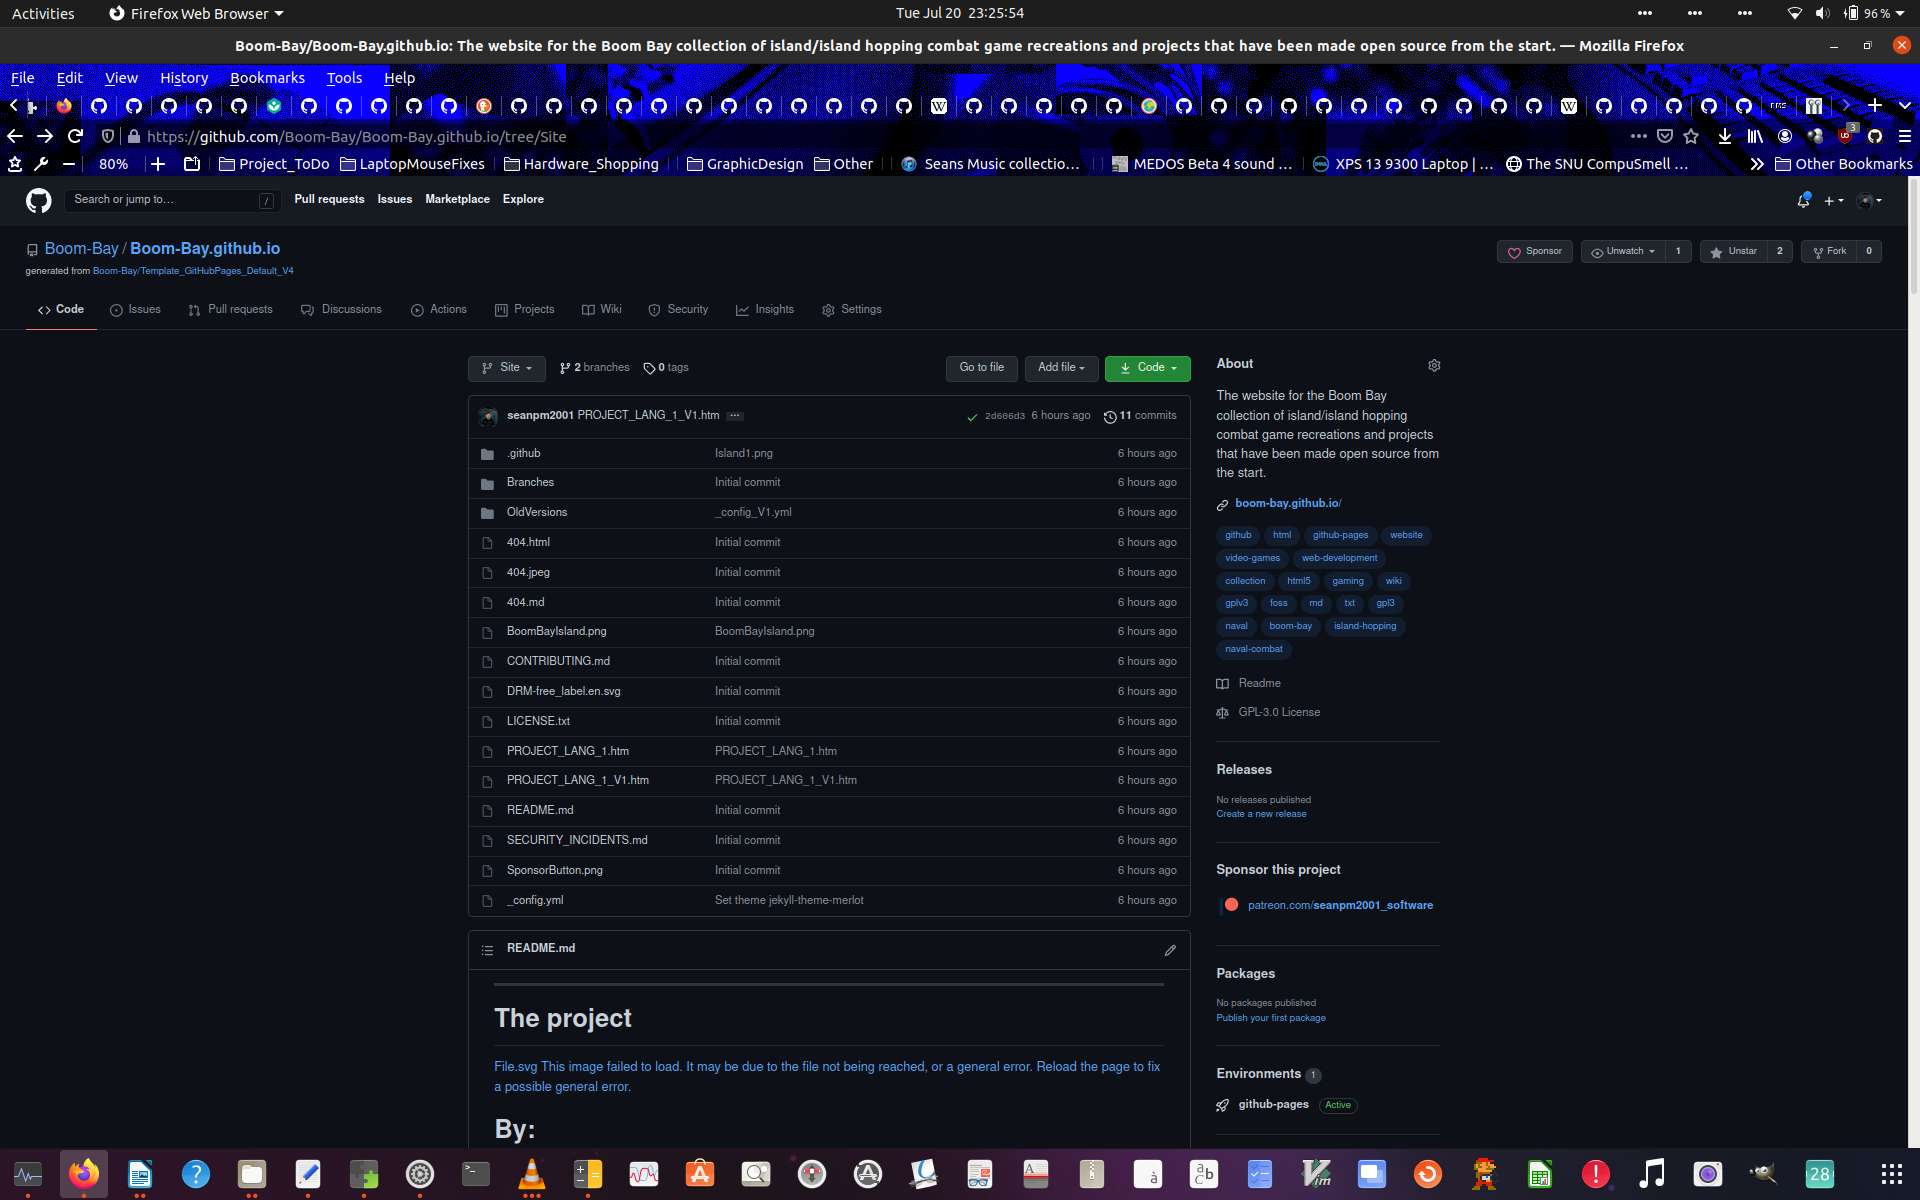 Activities
Firefox Web Browser
Tue Jul 20 23:25:54
96 %
Boom-Bay/Boom-Bay.github.io: The website for the Boom Bay collection of island/island hopping combat game recreations and projects that have been made open source from the start. — Mozilla Firefox
File Edit View History Bookmarks Tools Help
https://github.com/Boom-Bay/Boom-Bay.github.io/tree/Site
3
80%
Project_ToDo
LaptopMouseFixes
Hardware_Shopping
GraphicDesign
Other
Seans Music collectio…
MEDOS Beta 4 sound …
XPS 13 9300 Laptop | …
The SNU CompuSmell …
Other Bookmarks
Search or jump to…
/
Pull requests Issues Marketplace Explore
Boom-Bay / Boom-Bay.github.io
Sponsor
Unwatch 1
Unstar 2
Fork 0
generated from Boom-Bay/Template_GitHubPages_Default_V4
Code Issues Pull requests Discussions Actions Projects Wiki Security Insights Settings
Site
2 branches
0 tags
Go to file
Add file
Code
seanpm2001 PROJECT_LANG_1_V1.htm
2d606d3 6 hours ago
11 commits
.github Island1.png 6 hours ago
Branches Initial commit 6 hours ago
OldVersions _config_V1.yml 6 hours ago
404.html Initial commit 6 hours ago
404.jpeg Initial commit 6 hours ago
404.md Initial commit 6 hours ago
BoomBayIsland.png BoomBayIsland.png 6 hours ago
CONTRIBUTING.md Initial commit 6 hours ago
DRM-free_label.en.svg Initial commit 6 hours ago
LICENSE.txt Initial commit 6 hours ago
PROJECT_LANG_1.htm PROJECT_LANG_1.htm 6 hours ago
PROJECT_LANG_1_V1.htm PROJECT_LANG_1_V1.htm 6 hours ago
README.md Initial commit 6 hours ago
SECURITY_INCIDENTS.md Initial commit 6 hours ago
SponsorButton.png Initial commit 6 hours ago
_config.yml Set theme jekyll-theme-merlot 6 hours ago
README.md
The project
File.svg This image failed to load. It may be due to the file not being reached, or a general error. Reload the page to fix
a possible general error.
By:
About
The website for the Boom Bay
collection of island/island hopping
combat game recreations and projects
that have been made open source from
the start.
boom-bay.github.io/
github html github-pages website
video-games web-development
collection html5 gaming wiki
gplv3 foss md txt gpl3
naval boom-bay island-hopping
naval-combat
Readme
GPL-3.0 License
Releases
No releases published
Create a new release
Sponsor this project
patreon.com/seanpm2001_software
Packages
No packages published
Publish your first package
Environments 1
github-pages Active
28